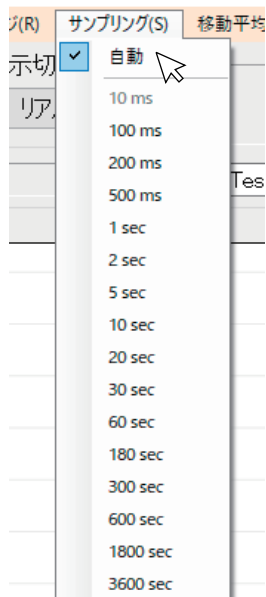 ジ(R) サンプリング(S) 移動平均
示切
自動
リア
10 ms
100 ms
200 ms
Tes
500 ms
1 sec
2 sec
5 sec
10 sec
20 sec
30 sec
60 sec
180 sec
300 sec
600 sec
1800 sec
3600 sec